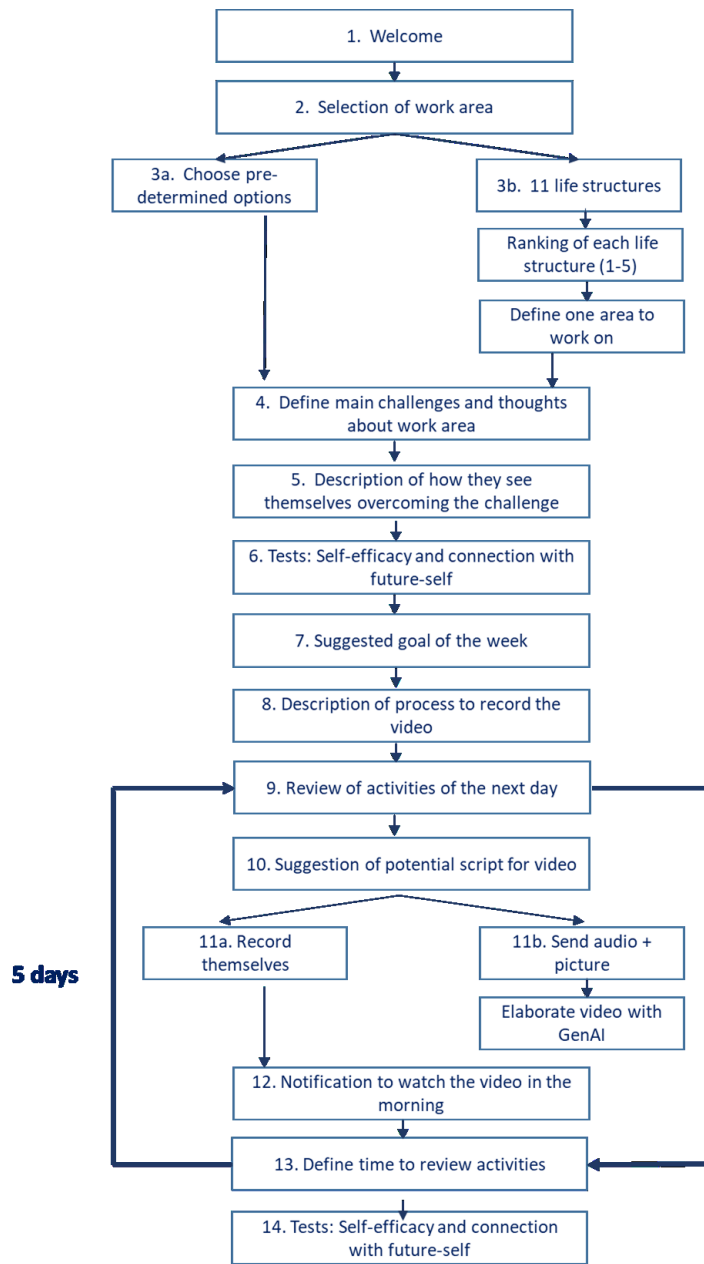 1. Welcome
2. Selection of work area
3a. Choose pre-
determined options
3b. 11 life structures
Ranking of each life
structure (1-5)
Define one area to
work on
4. Define main challenges and thoughts
about work area
5. Description of how they see
themselves overcoming the challenge
6. Tests: Self-efficacy and connection with
future-self
7. Suggested goal of the week
8. Description of process to record the
video
9. Review of activities of the next day
10. Suggestion of potential script for video
11a. Record
themselves
11b. Send audio +
picture
5 days
Elaborate video with
GenAI
12. Notification to watch the video in the
morning
13. Define time to review activities
14. Tests: Self-efficacy and connection
with future-self